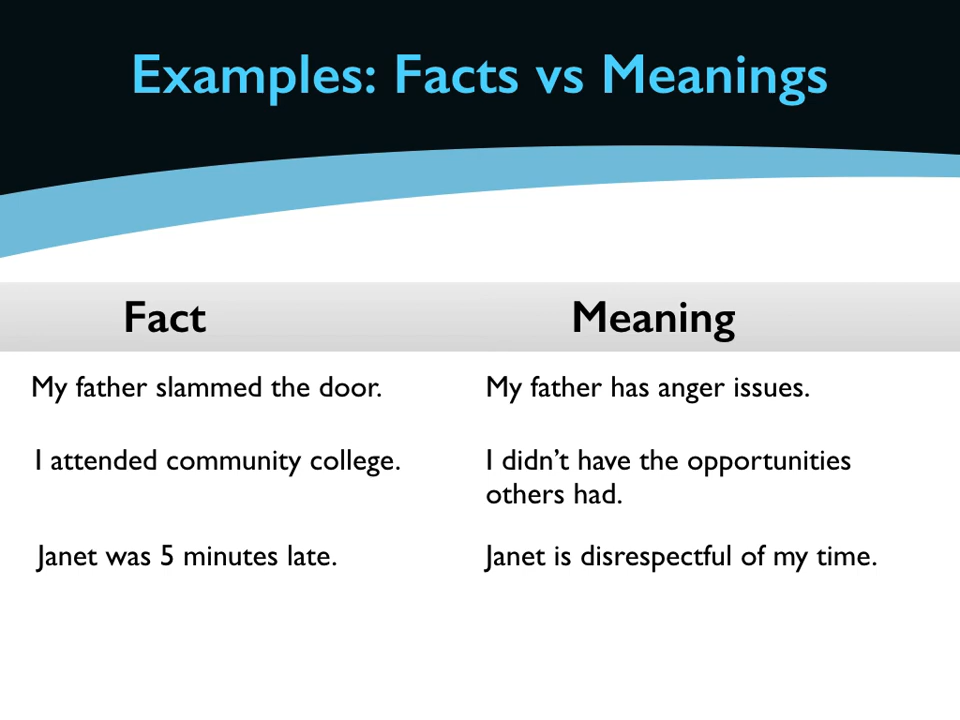 Examples: Facts vs Meanings
Fact
Meaning
My father slammed the door.
My father has anger issues.
I attended community college.
I didn’t have the opportunities
others had.
Janet was 5 minutes late.
Janet is disrespectful of my time.